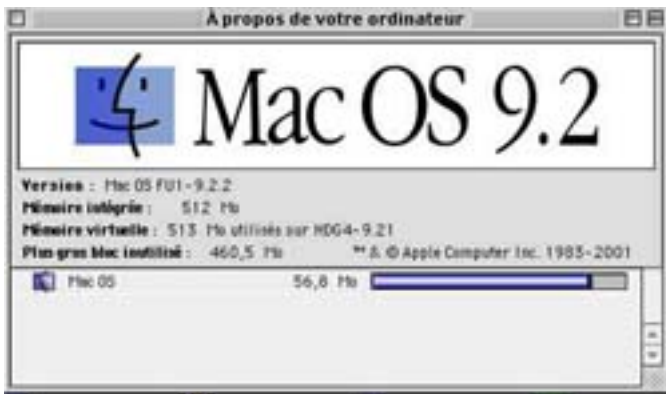 À propos de votre ordinateur
Mac OS 9.2
Version : Mac OS FU1-9.2.2
Mémoire intégrée : 512 Mo
Mémoire virtuelle : 513 Mo utilisés sur HDG4-9.21
Plus gros bloc inutilisé : 460,5 Mo ™ & © Apple Computer Inc. 1983-2001
Mac OS 56,8 Mo